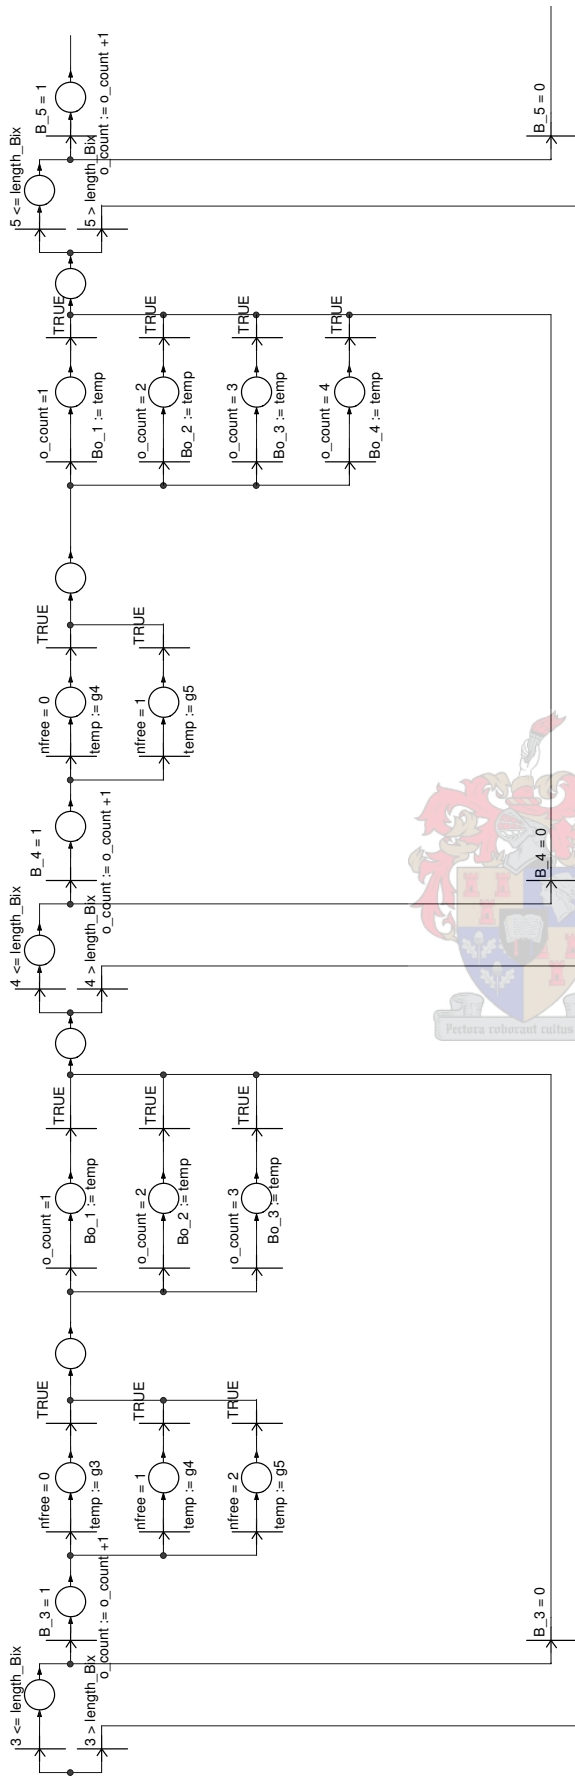 3 <= length_Bix
3 > length_Bix
B_3 = 1
o_count := o_count +1
B_3 = 0
nfree = 0
temp := g3
TRUE
nfree = 1
temp := g4
TRUE
nfree = 2
temp := g5
TRUE
o_count =1
Bo_1 := temp
TRUE
o_count = 2
Bo_2 := temp
TRUE
o_count = 3
Bo_3 := temp
TRUE
4 <= length_Bix
4 > length_Bix
B_4 = 1
o_count := o_count +1
B_4 = 0
nfree = 0
temp := g4
TRUE
nfree = 1
temp := g5
TRUE
o_count =1
Bo_1 := temp
TRUE
o_count = 2
Bo_2 := temp
TRUE
o_count = 3
Bo_3 := temp
TRUE
o_count = 4
Bo_4 := temp
TRUE
5 <= length_Bix
5 > length_Bix
B_5 = 1
o_count := o_count +1
B_5 = 0
Pectora roborant cultus